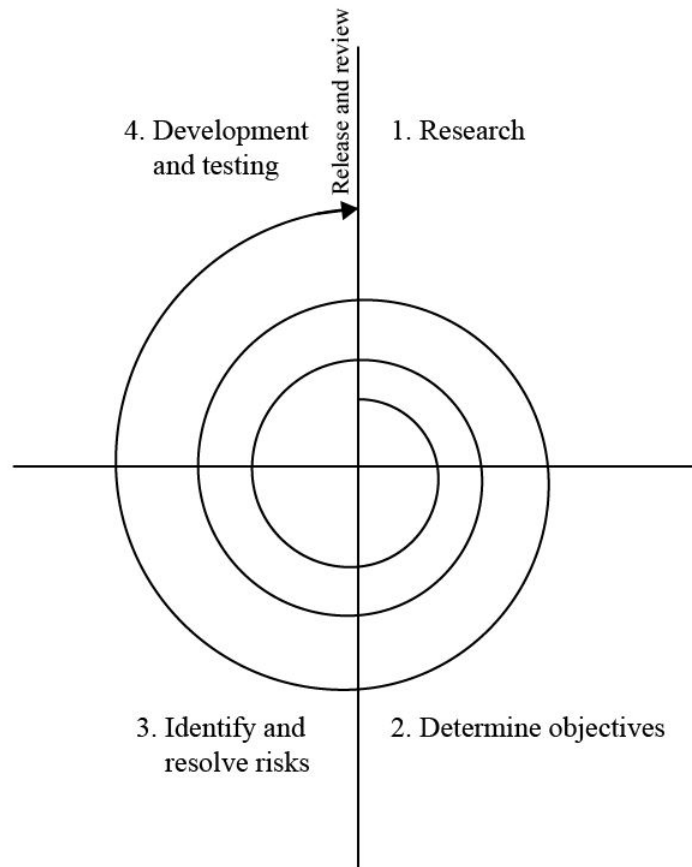 Release and review
4. Development
and testing
1. Research
3. Identify and
resolve risks
2. Determine objectives